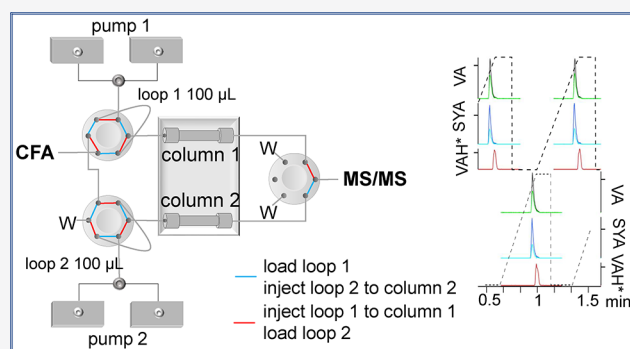 pump 1
loop 1 100 µL
CFA
column 1
W
MS/MS
column 2
W
W
loop 2 100 µL
pump 2
load loop 1
inject loop 2 to column 2
inject loop 1 to column 1
load loop 2
VA
SYA
VAH*
VA
SYA
VAH*
0.5 1 1.5 min